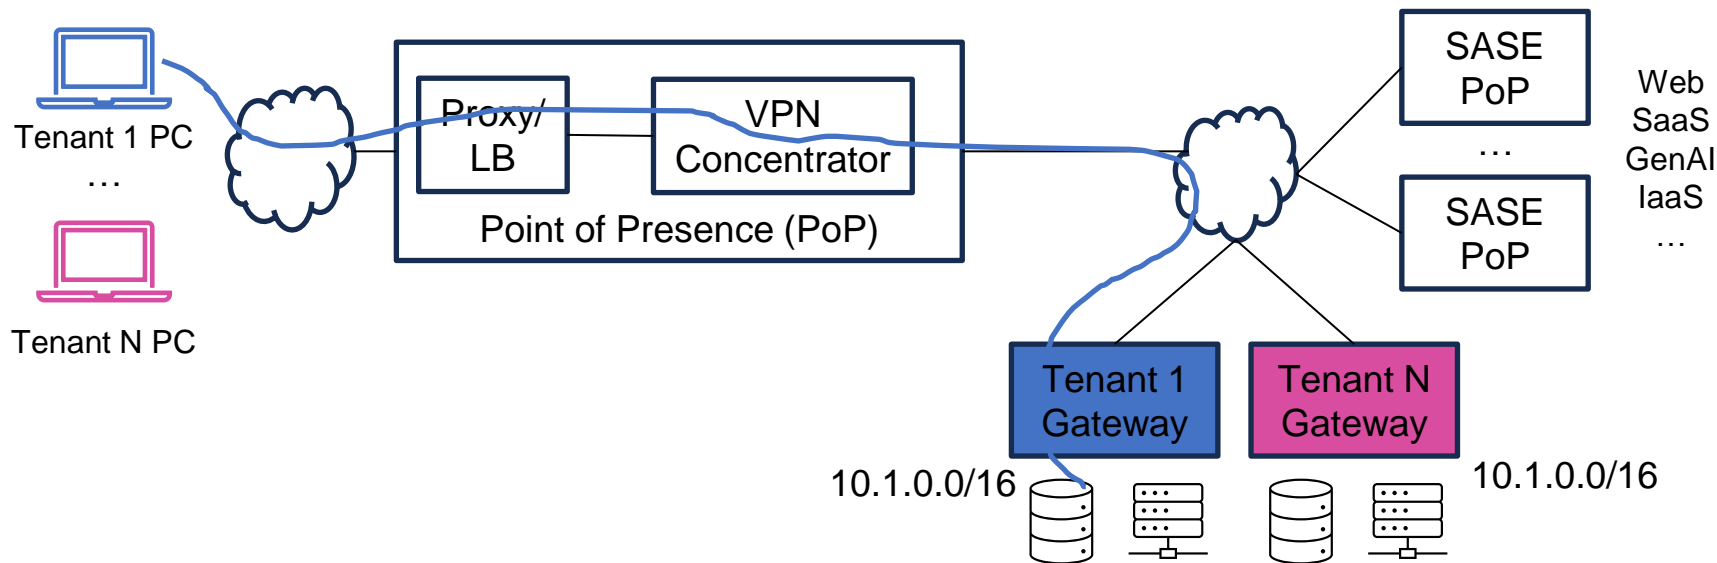 Tenant 1 PC
…
Tenant N PC
Proxy/
LB
VPN
Concentrator
Point of Presence (PoP)
SASE
PoP
…
SASE
PoP
Web
SaaS
GenAI
IaaS
…
Tenant 1
Gateway
Tenant N
Gateway
10.1.0.0/16
10.1.0.0/16